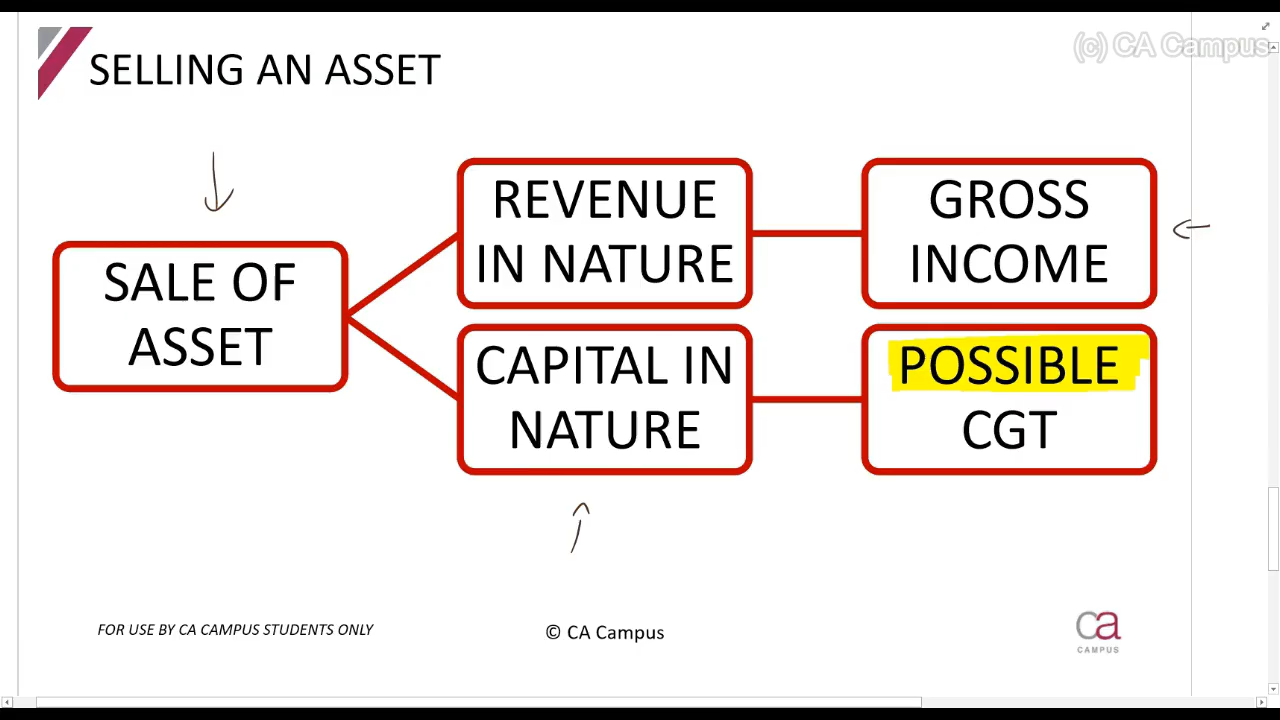 (c) CA Campus
SELLING AN ASSET
SALE OF
ASSET
REVENUE
IN NATURE
GROSS
INCOME
CAPITAL IN
NATURE
POSSIBLE
CGT
FOR USE BY CA CAMPUS STUDENTS ONLY
© CA Campus
ca
CAMPUS